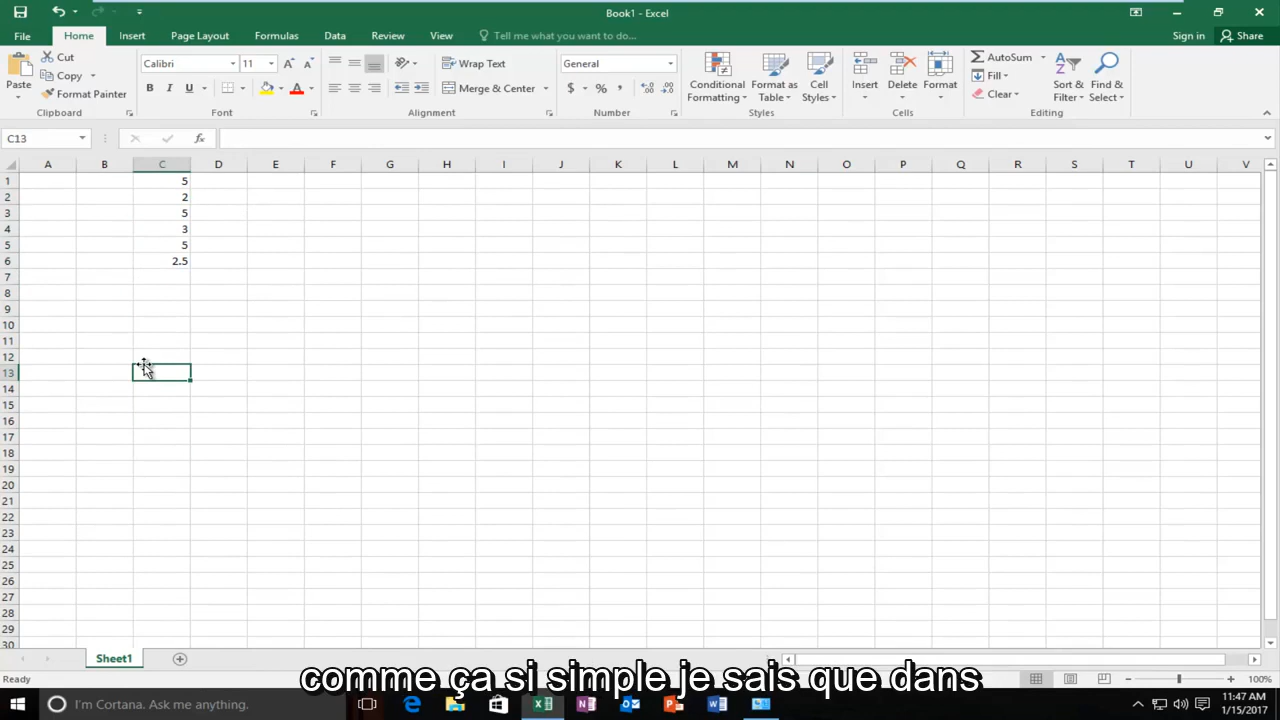 Book1 - Excel
File Home Insert Page Layout Formulas Data Review View Tell me what you want to do... Sign in Share
Paste Cut Copy Format Painter
Calibri 11
B I U A A A
Wrap Text
Merge & Center
General
$ % ,
Conditional Formatting Format as Table Cell Styles
Insert Delete Format
AutoSum Fill Clear
Sort & Filter Find & Select
Clipboard Font Alignment Number Styles Cells Editing
C13 fx
A B C D E F G H I J K L M N O P Q R S T U V
1 5
2 2
3 5
4 3
5 5
6 2.5
7
8
9
10
11
12
13
14
15
16
17
18
19
20
21
22
23
24
25
26
27
28
29
30
Sheet1
comme ça si simple je sais que dans
100%
I'm Cortana. Ask me anything.
11:47 AM
1/15/2017